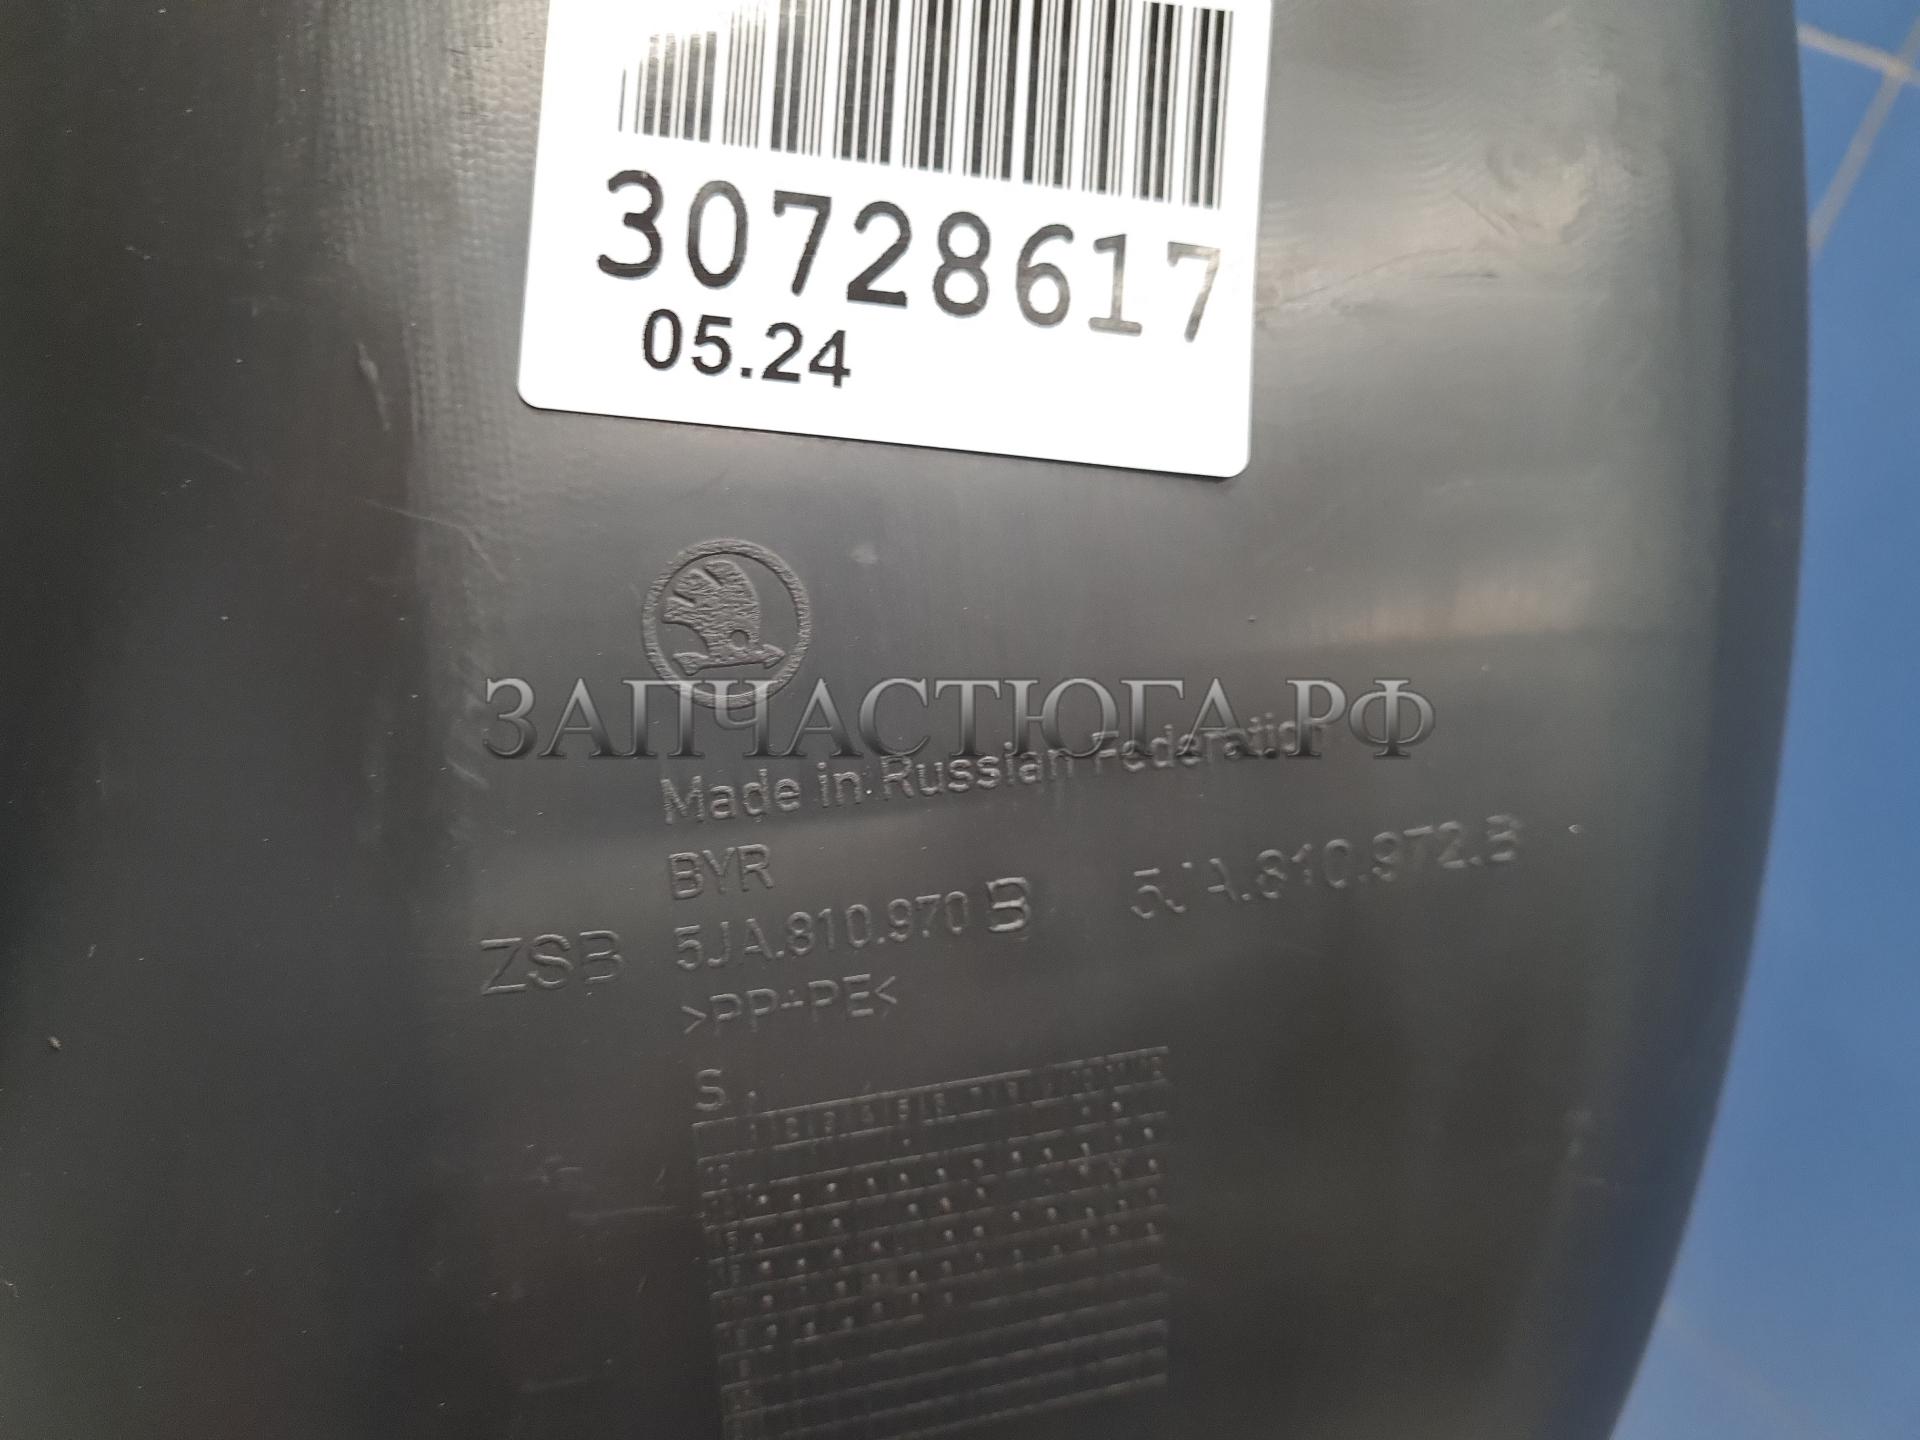 30728617
05.24
ЗАПЧАСТЮГА.РФ
Made in Russian Federation
BYR
ZSB 5JA.810.970 B 5JA.810.972.B
>PP+PE<
S